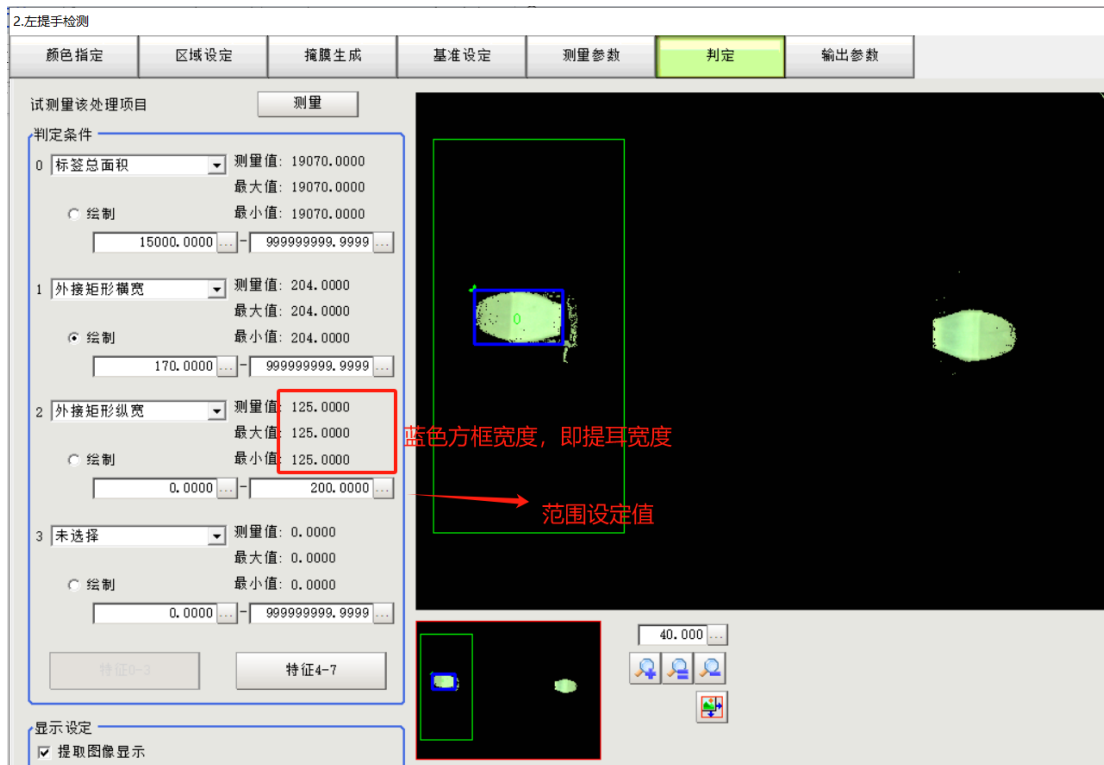 2.左提手检测
颜色指定 区域设定 掩膜生成 基准设定 测量参数 判定 输出参数
试测量该处理项目 测量
判定条件
0 标签总面积 测量值: 19070.0000
最大值: 19070.0000
绘制 最小值: 19070.0000
15000.0000 ... - 999999999.9999 ...
1 外接矩形横宽 测量值: 204.0000
最大值: 204.0000
绘制 最小值: 204.0000
170.0000 ... - 999999999.9999 ...
2 外接矩形纵宽 测量值 125.0000
最大值 125.0000
蓝色方框宽度，即提耳宽度
绘制 最小值 125.0000
0.0000 ... - 200.0000 ...
范围设定值
3 未选择 测量值: 0.0000
最大值: 0.0000
绘制 最小值: 0.0000
0.0000 ... - 999999999.9999 ...
特征0-3 特征4-7
显示设定
提取图像显示
0
40.000 ...